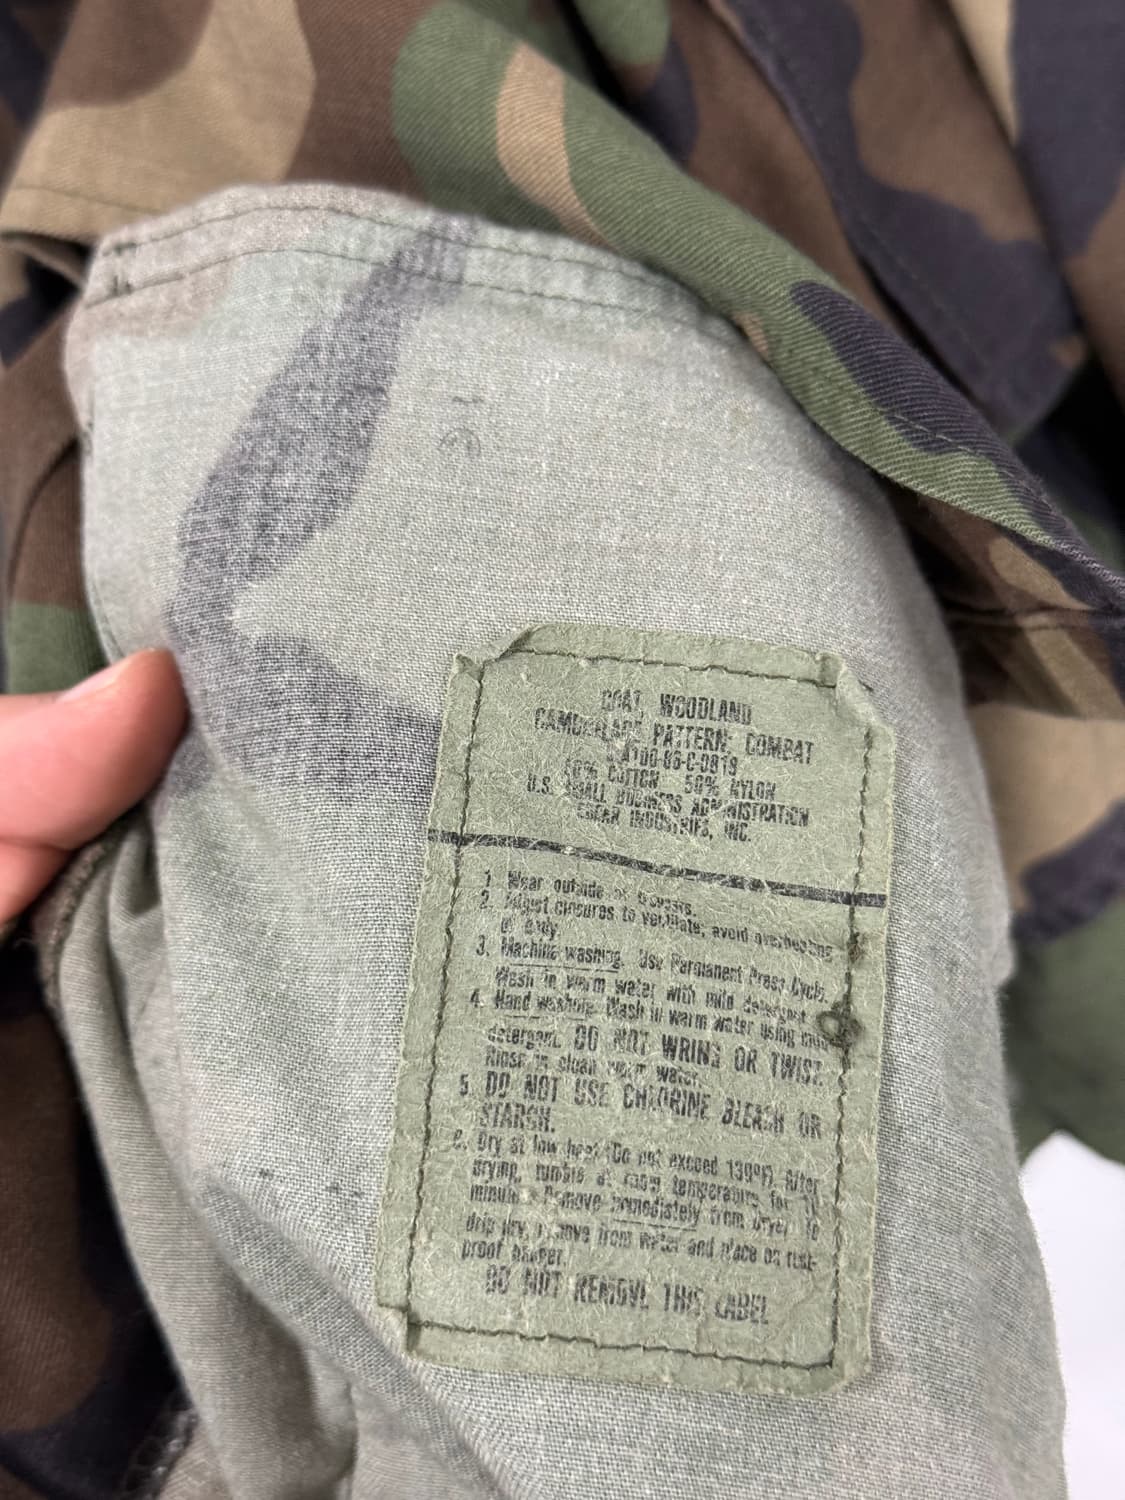 COAT, WOODLAND
CAMOUFLAGE PATTERN: COMBAT
100-86-C-0819
50% COTTON 50% NYLON
U.S. SMALL BUSINESS ADMINISTRATION
INDUSTRIES, INC.
1. Wear outside of trousers.
2. Adjust closures to ventilate, avoid overheating
of body.
3. Machine washing. Use Permanent Press Cycle.
Wash in warm water with mild detergent
4. Hand washing. Wash in warm water using mild
detergent. DO NOT WRING OR TWIST.
Rinse in clean warm water.
5. DO NOT USE CHLORINE BLEACH OR
STARCH.
6. Dry at low heat (Do not exceed 130°F). After
drying, tumble at room temperature for
minutes. Remove immediately from dryer. To
drip dry, remove from water and place on rust-
proof hanger.
DO NOT REMOVE THIS LABEL